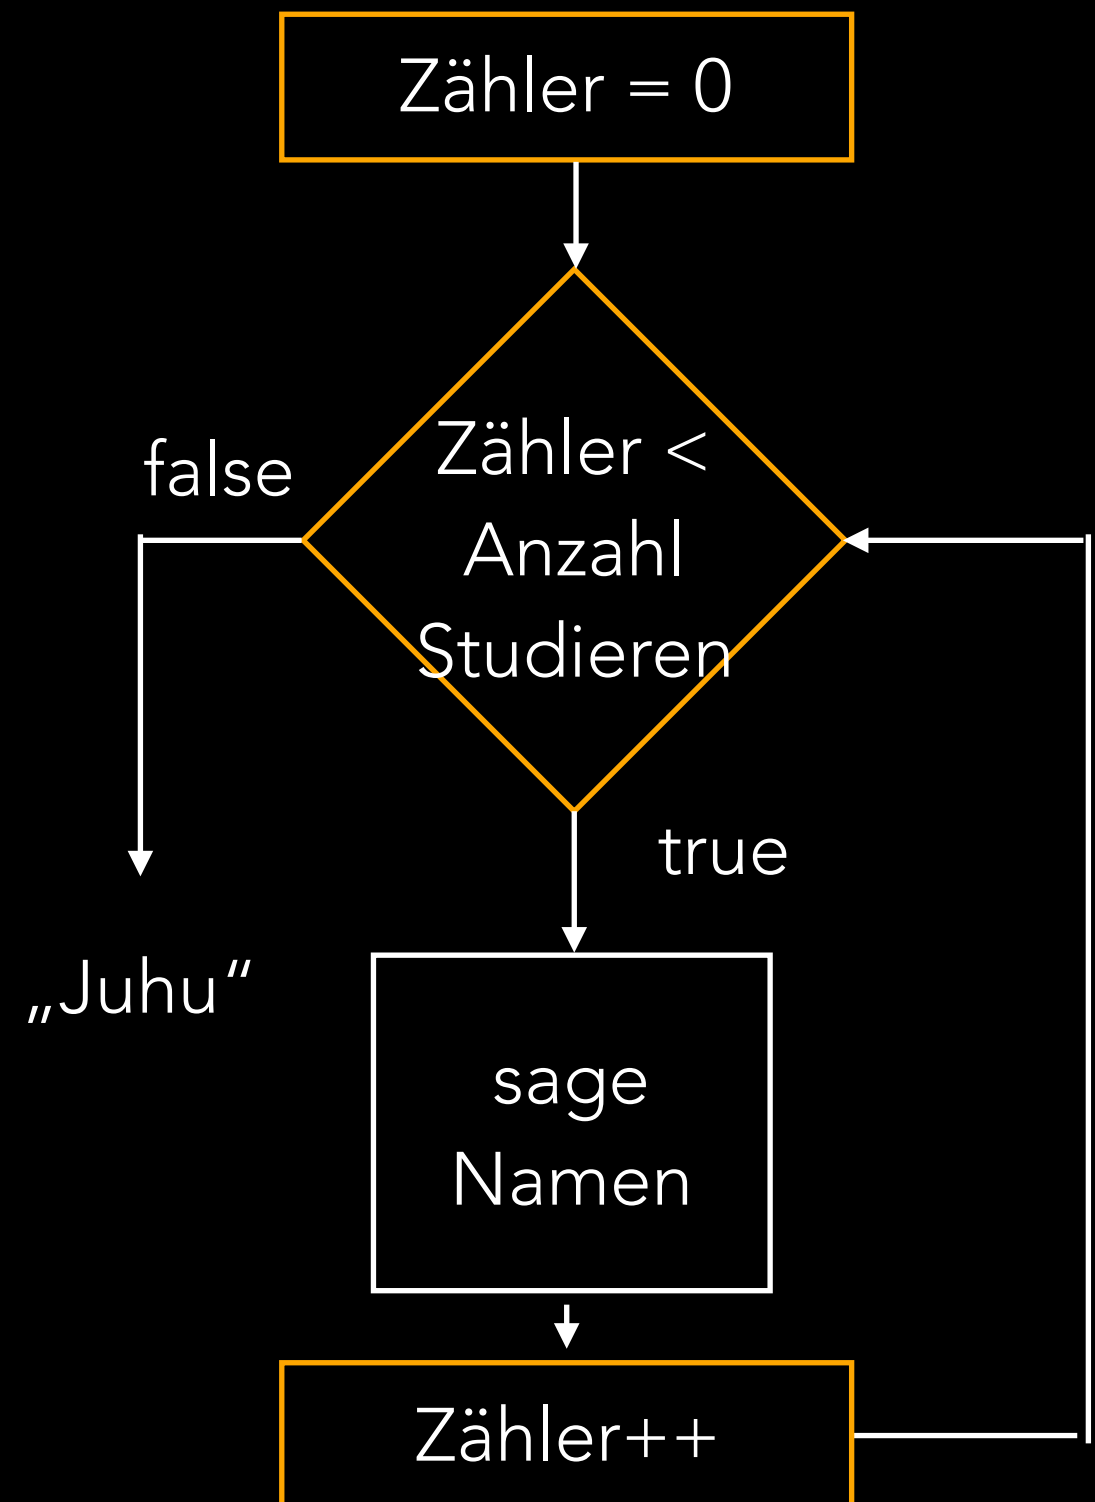 Zähler = 0
false
Zähler <
Anzahl
Studieren
true
„Juhu“
sage
Namen
Zähler++